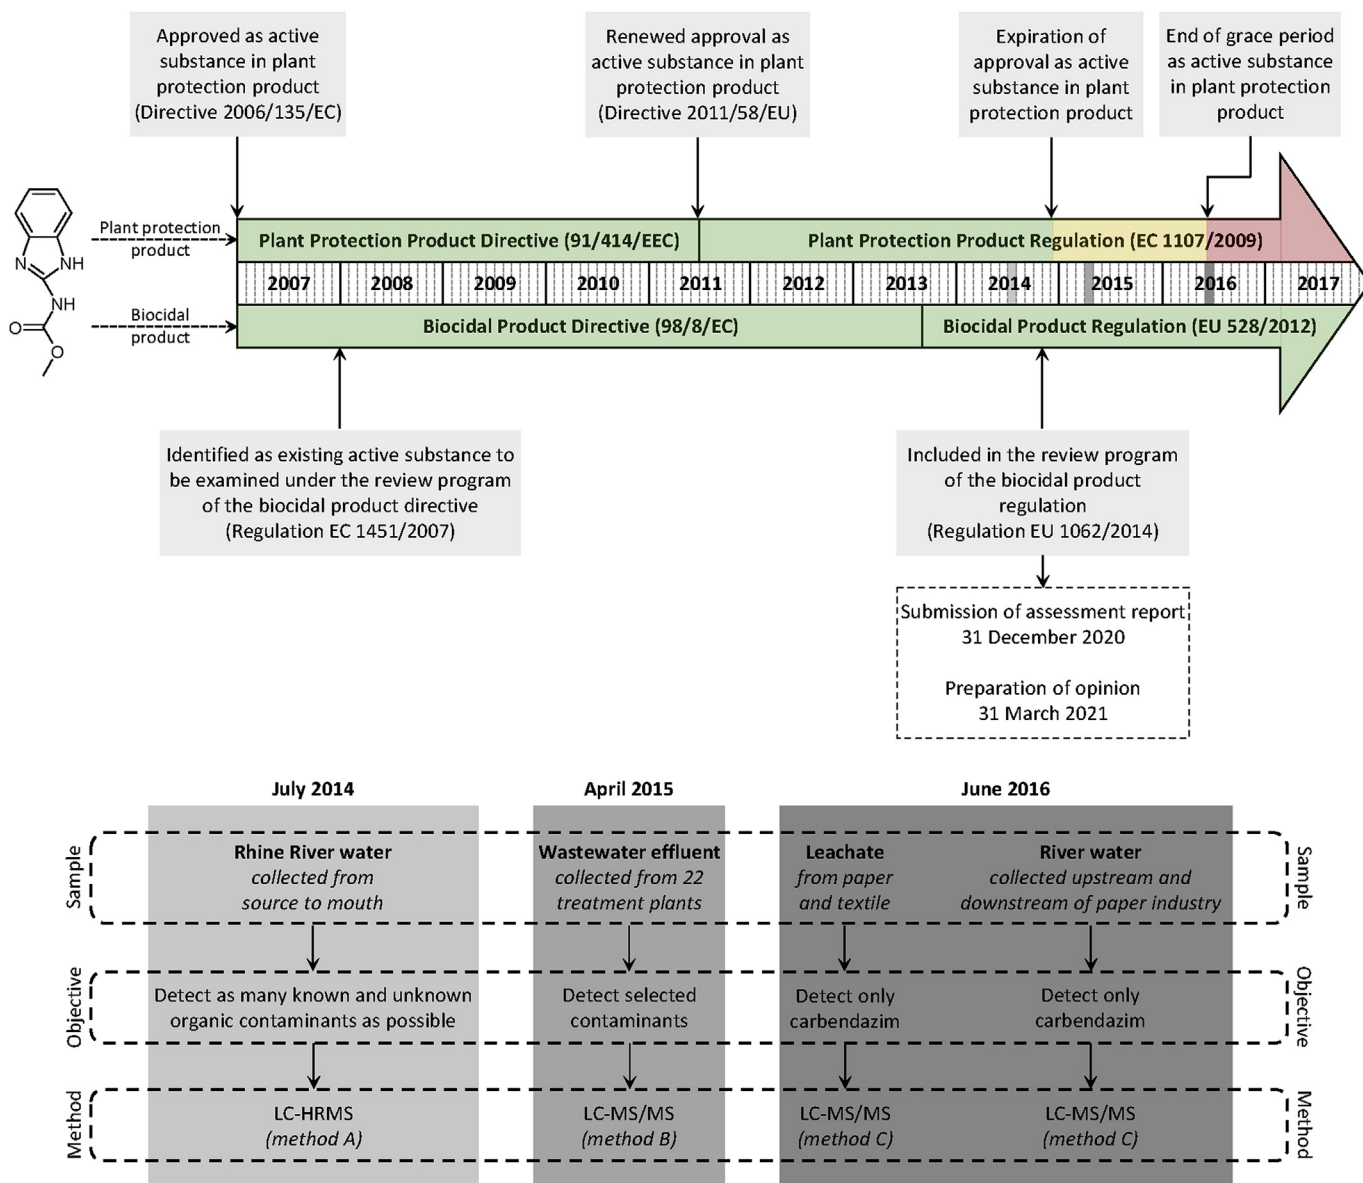 Approved as active
substance in plant
protection product
(Directive 2006/135/EC)
Renewed approval as
active substance in plant
protection product
(Directive 2011/58/EU)
Expiration of
approval as active
substance in plant
protection product
End of grace period
as active substance
in plant protection
product
N
NH
NH
O
O
Plant protection
product
Plant Protection Product Directive (91/414/EEC)
Plant Protection Product Regulation (EC 1107/2009)
2007 2008 2009 2010 2011 2012 2013 2014 2015 2016 2017
Biocidal
product
Biocidal Product Directive (98/8/EC)
Biocidal Product Regulation (EU 528/2012)
Identified as existing active substance to
be examined under the review program
of the biocidal product directive
(Regulation EC 1451/2007)
Included in the review program
of the biocidal product
regulation
(Regulation EU 1062/2014)
Submission of assessment report
31 December 2020
Preparation of opinion
31 March 2021
July 2014
April 2015
June 2016
Sample
Rhine River water
collected from
source to mouth
Wastewater effluent
collected from 22
treatment plants
Leachate
from paper
and textile
River water
collected upstream and
downstream of paper industry
Sample
Objective
Detect as many known and unknown
organic contaminants as possible
Detect selected
contaminants
Detect only
carbendazim
Detect only
carbendazim
Objective
Method
LC-HRMS
(method A)
LC-MS/MS
(method B)
LC-MS/MS
(method C)
LC-MS/MS
(method C)
Method